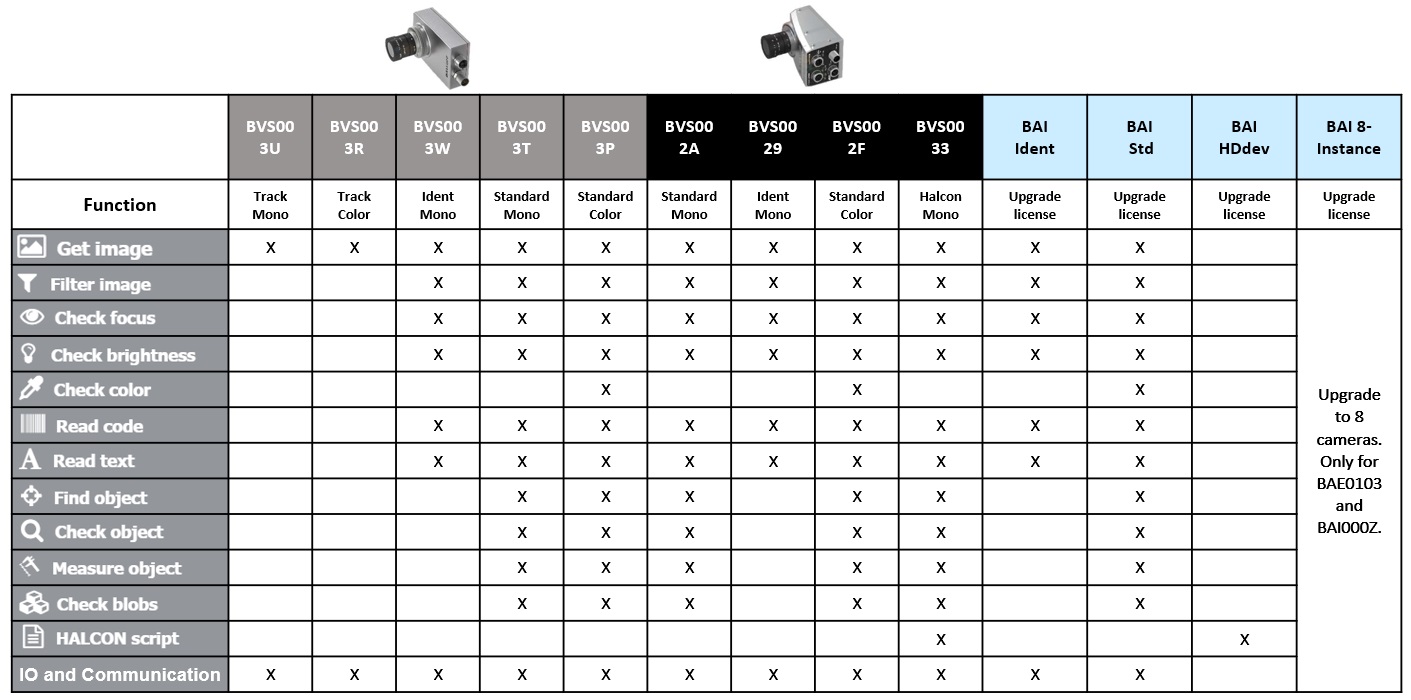 BVS00 BVS00 BVS00 BVS00 BVS00 BVS00 BVS00 BVS00 BVS00 BAI BAI BAI BAI 8-
3U 3R 3W 3T 3P 2A 29 2F 33 Ident Std HDdev Instance
Function Track Track Ident Standard Standard Standard Ident Standard Halcon Upgrade Upgrade Upgrade Upgrade
Mono Color Mono Mono Color Mono Mono Color Mono license license license license
Get image X X X X X X X X X X X
Filter image X X X X X X X X X
Check focus X X X X X X X X X
Check brightness X X X X X X X X X
Check color X X X
Read code X X X X X X X X X
Read text X X X X X X X X X
Find object X X X X X X
Check object X X X X X X
Measure object X X X X X X
Check blobs X X X X X X
HALCON script X X
IO and Communication X X X X X X X X X X X
Upgrade
to 8
cameras.
Only for
BAE0103
and
BAI000Z.